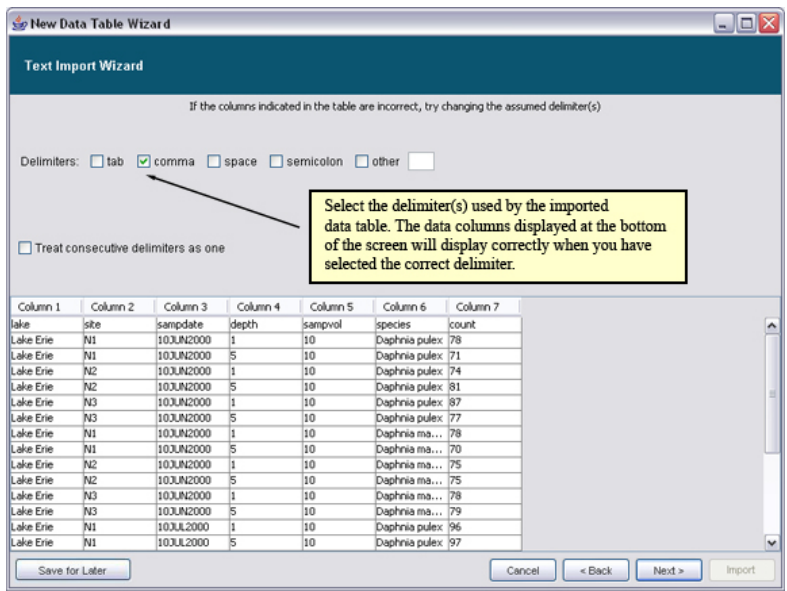 New Data Table Wizard
Text Import Wizard
If the columns indicated in the table are incorrect, try changing the assumed delimiter(s)
Delimiters: tab comma space semicolon other
Select the delimiter(s) used by the imported
data table. The data columns displayed at the bottom
of the screen will display correctly when you have
selected the correct delimiter.
Treat consecutive delimiters as one
Column 1 Column 2 Column 3 Column 4 Column 5 Column 6 Column 7
lake site sampdate depth sampvol species count
Lake Erie N1 10JUN2000 1 10 Daphnia pulex 78
Lake Erie N1 10JUN2000 5 10 Daphnia pulex 71
Lake Erie N2 10JUN2000 1 10 Daphnia pulex 74
Lake Erie N2 10JUN2000 5 10 Daphnia pulex 81
Lake Erie N3 10JUN2000 1 10 Daphnia pulex 87
Lake Erie N3 10JUN2000 5 10 Daphnia pulex 77
Lake Erie N1 10JUN2000 1 10 Daphnia ma... 78
Lake Erie N1 10JUN2000 5 10 Daphnia ma... 70
Lake Erie N2 10JUN2000 1 10 Daphnia ma... 75
Lake Erie N2 10JUN2000 5 10 Daphnia ma... 75
Lake Erie N3 10JUN2000 1 10 Daphnia ma... 78
Lake Erie N3 10JUN2000 5 10 Daphnia ma... 79
Lake Erie N1 10JUL2000 1 10 Daphnia pulex 96
Lake Erie N1 10JUL2000 5 10 Daphnia pulex 97
Save for Later Cancel < Back Next > Import